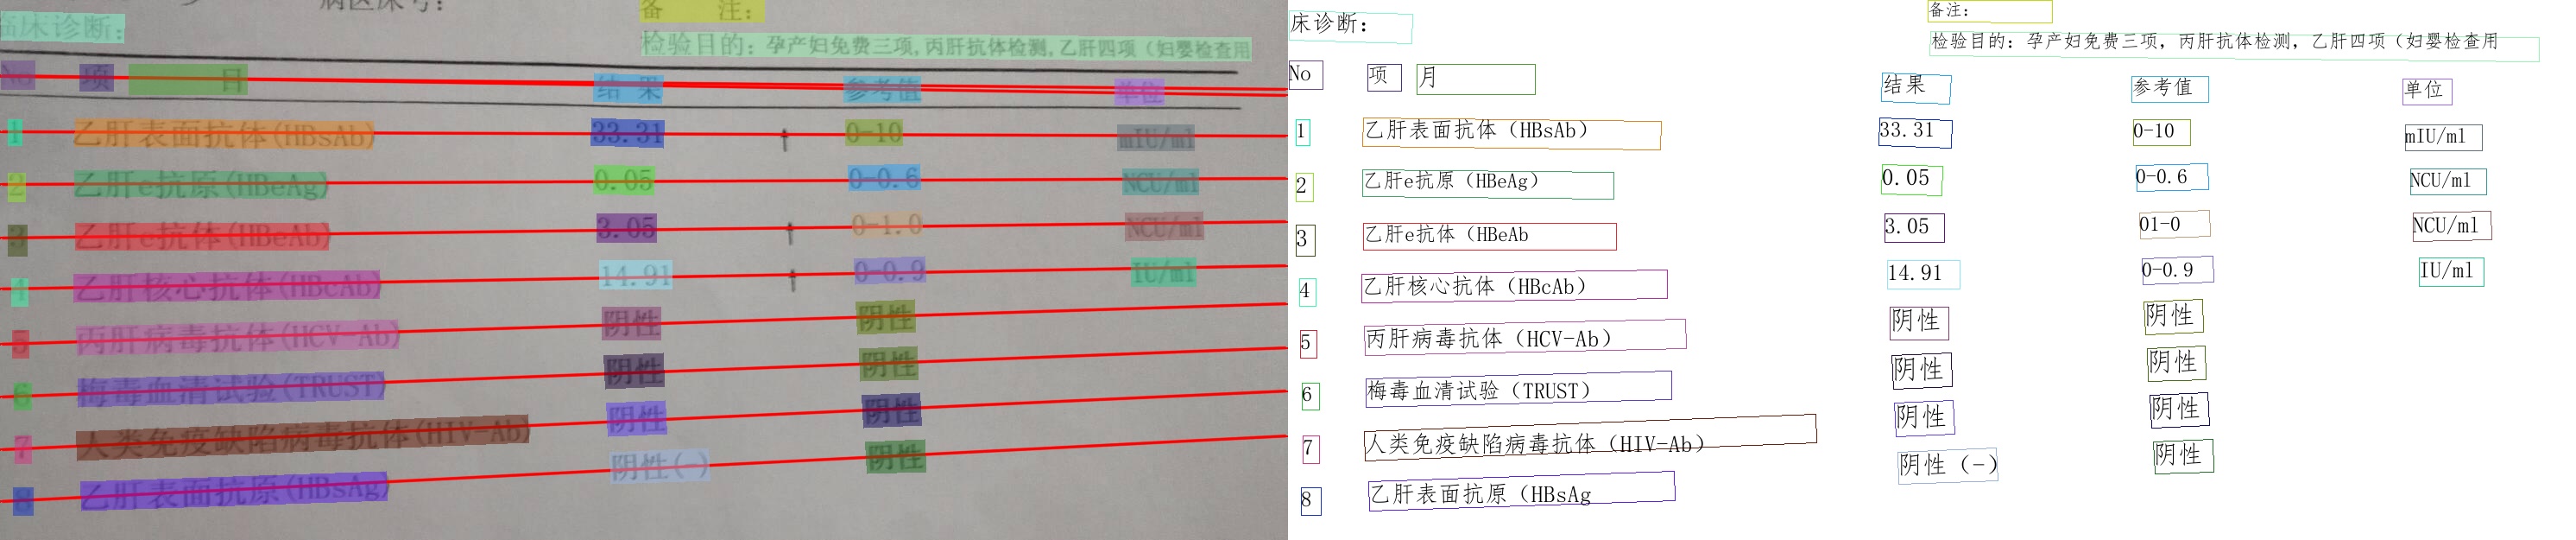 病区床号：
备 注：
临床诊断：
检验目的：孕产妇免费三项,丙肝抗体检测,乙肝四项（妇婴检查用
No 项 目 结 果 参考值 单位
1 乙肝表面抗体(HBsAb) 33.31 ↑ 0-10 mIU/ml
2 乙肝e抗原(HBeAg) 0.05 0-0.6 NCU/ml
3 乙肝e抗体(HBeAb) 3.05 ↑ 0-1.0 NCU/ml
4 乙肝核心抗体(HBcAb) 14.91 ↑ 0-0.9 IU/ml
5 丙肝病毒抗体(HCV-Ab) 阴性 阴性
6 梅毒血清试验(TRUST) 阴性 阴性
7 人类免疫缺陷病毒抗体(HIV-Ab) 阴性 阴性
8 乙肝表面抗原(HBsAg) 阴性(-) 阴性
备注：
床诊断：
检验目的：孕产妇免费三项，丙肝抗体检测，乙肝四项（妇婴检查用
No 项 月 结果 参考值 单位
1 乙肝表面抗体（HBsAb） 33.31 0-10 mIU/ml
2 乙肝e抗原（HBeAg） 0.05 0-0.6 NCU/ml
3 乙肝e抗体（HBeAb 3.05 01-0 NCU/ml
4 乙肝核心抗体（HBcAb） 14.91 0-0.9 IU/ml
5 丙肝病毒抗体（HCV-Ab） 阴性 阴性
6 梅毒血清试验（TRUST） 阴性 阴性
7 人类免疫缺陷病毒抗体（HIV-Ab） 阴性 阴性
8 乙肝表面抗原（HBsAg 阴性（-） 阴性